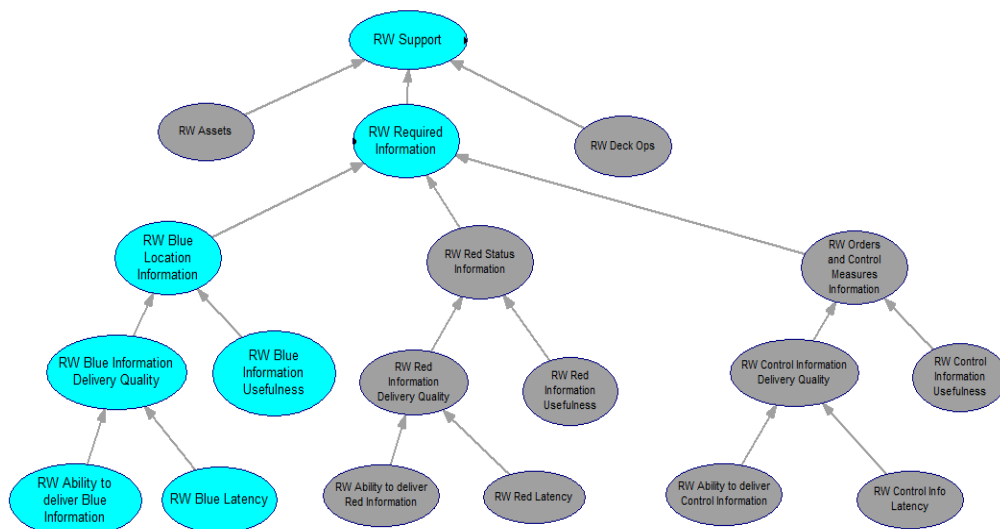 RW Support
RW Assets
RW Required
Information
RW Deck Ops
RW Blue
Location
Information
RW Red Status
Information
RW Orders
and Control
Measures
Information
RW Blue Information
Delivery Quality
RW Blue
Information
Usefulness
RW Red
Information
Delivery Quality
RW Red
Information
Usefulness
RW Control Information
Delivery Quality
RW Control
Information
Usefulness
RW Ability to
deliver Blue
Information
RW Blue Latency
RW Ability to deliver
Red Information
RW Red Latency
RW Ability to deliver
Control Information
RW Control Info
Latency